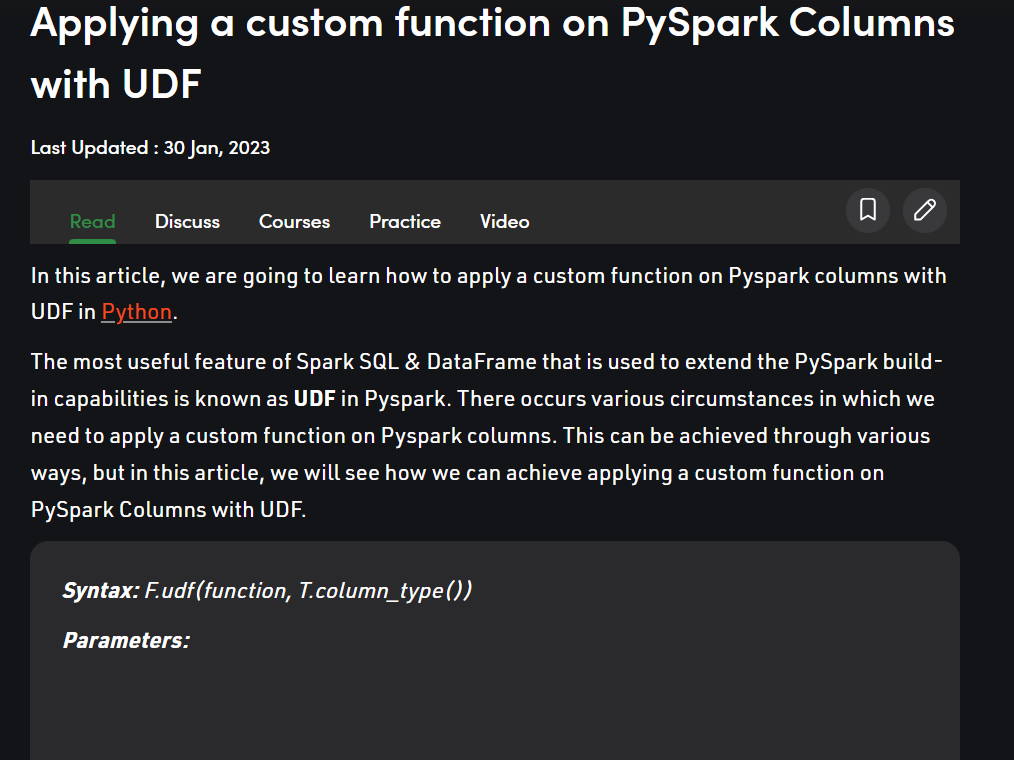 Applying a custom function on PySpark Columns
with UDF
Last Updated : 30 Jan, 2023
Read Discuss Courses Practice Video
In this article, we are going to learn how to apply a custom function on Pyspark columns with
UDF in Python.
The most useful feature of Spark SQL & DataFrame that is used to extend the PySpark build-
in capabilities is known as UDF in Pyspark. There occurs various circumstances in which we
need to apply a custom function on Pyspark columns. This can be achieved through various
ways, but in this article, we will see how we can achieve applying a custom function on
PySpark Columns with UDF.
Syntax: F.udf(function, T.column_type())
Parameters: